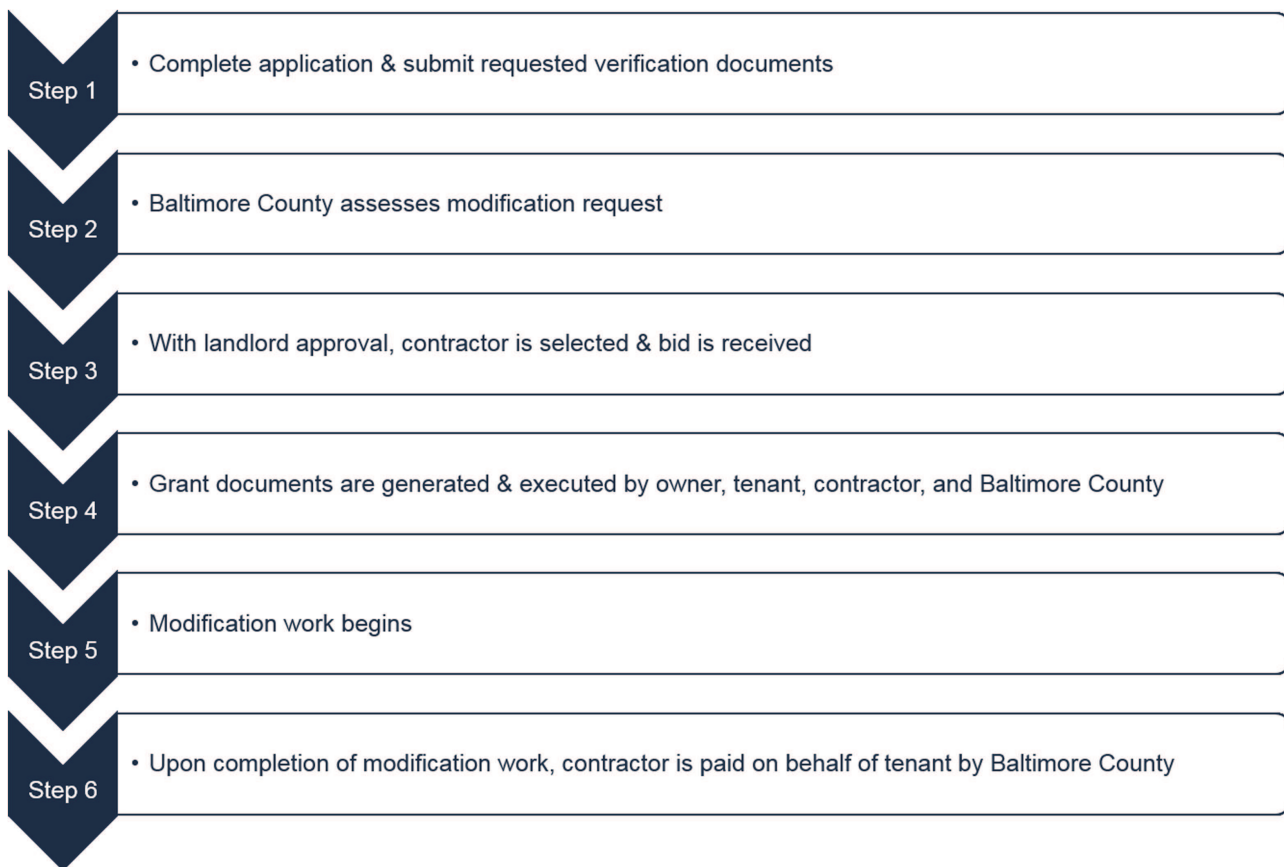 Step 1
• Complete application & submit requested verification documents
Step 2
• Baltimore County assesses modification request
Step 3
• With landlord approval, contractor is selected & bid is received
Step 4
• Grant documents are generated & executed by owner, tenant, contractor, and Baltimore County
Step 5
• Modification work begins
Step 6
• Upon completion of modification work, contractor is paid on behalf of tenant by Baltimore County